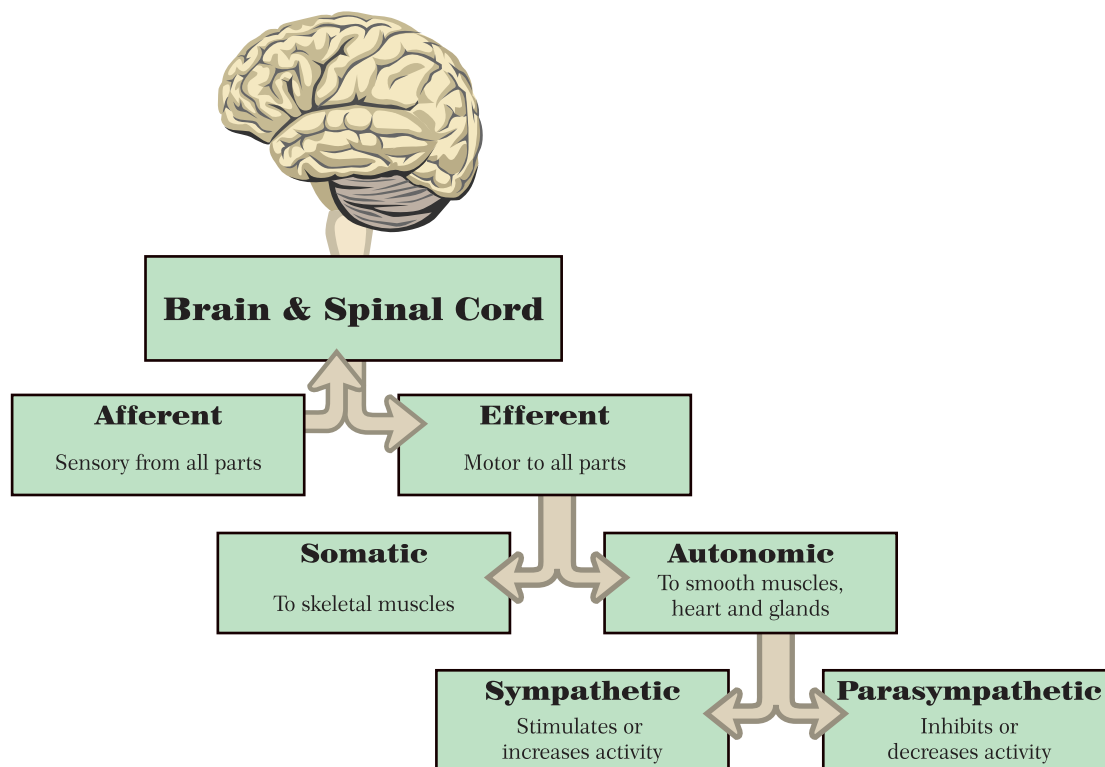 Brain & Spinal Cord
Afferent
Sensory from all parts
Efferent
Motor to all parts
Somatic
To skeletal muscles
Autonomic
To smooth muscles,
heart and glands
Sympathetic
Stimulates or
increases activity
Parasympathetic
Inhibits or
decreases activity